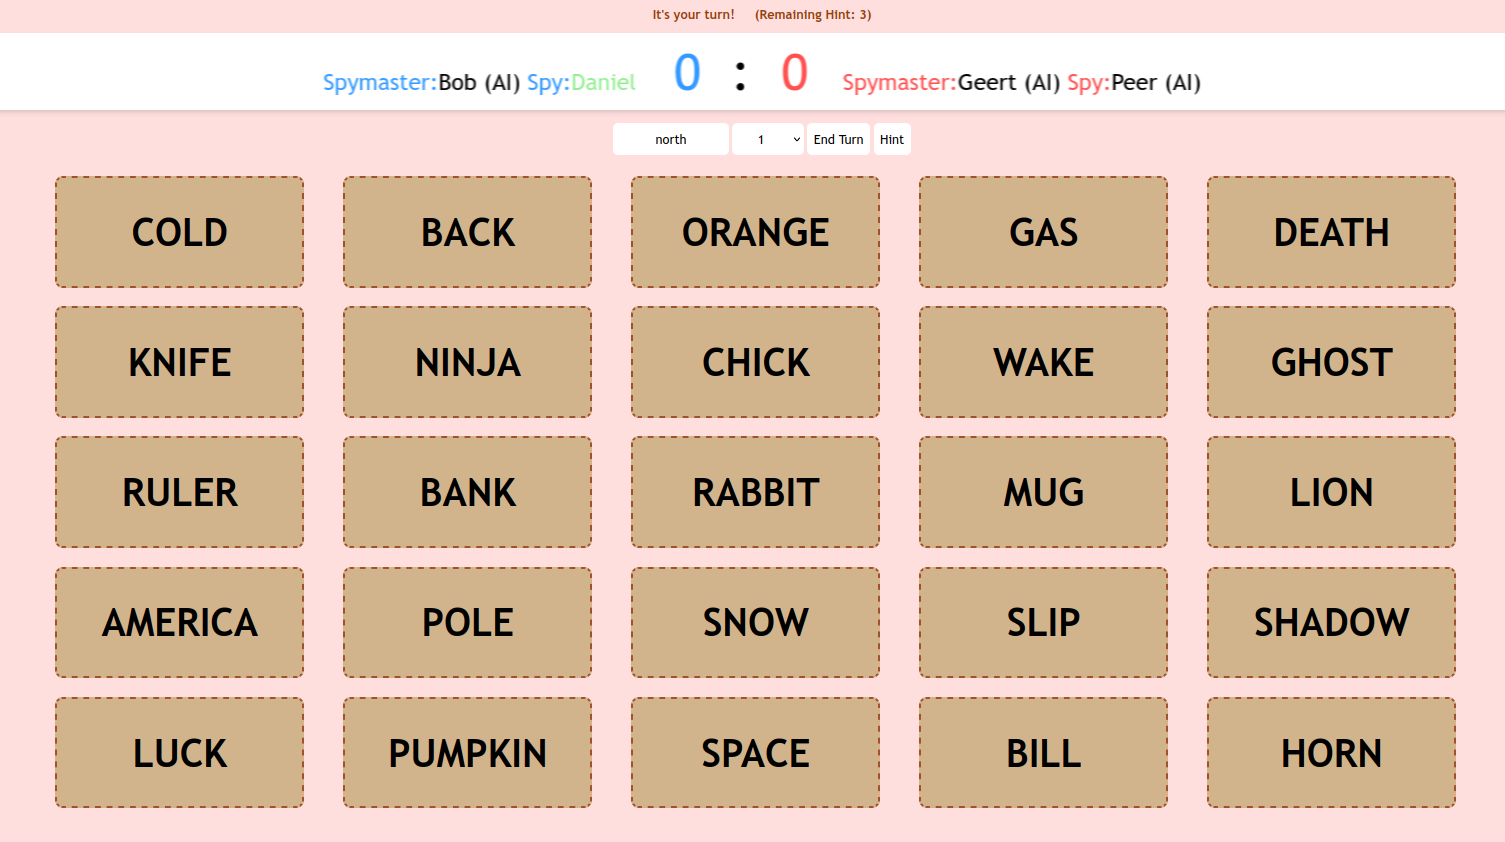 It's your turn! (Remaining Hint: 3)
Spymaster:Bob (AI) Spy:Daniel 0 : 0 Spymaster:Geert (AI) Spy:Peer (AI)
north 1 End Turn Hint
COLD BACK ORANGE GAS DEATH
KNIFE NINJA CHICK WAKE GHOST
RULER BANK RABBIT MUG LION
AMERICA POLE SNOW SLIP SHADOW
LUCK PUMPKIN SPACE BILL HORN